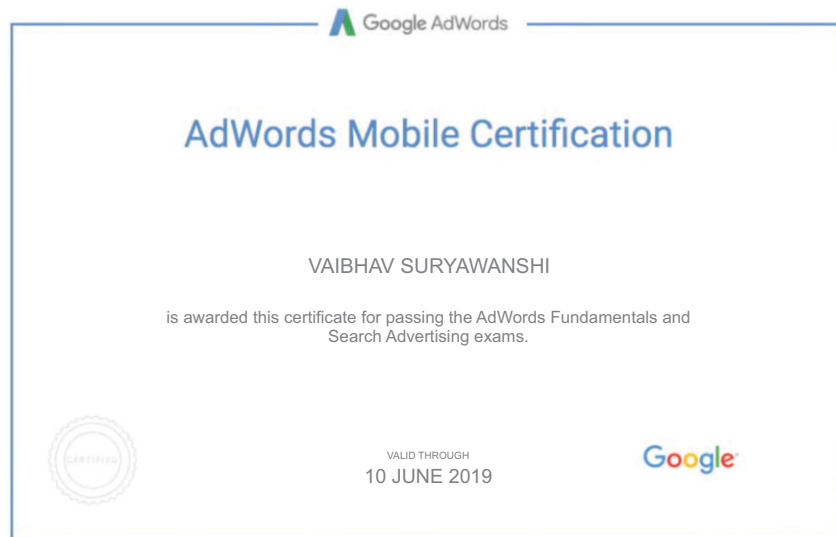 Google AdWords
AdWords Mobile Certification
VAIBHAV SURYAWANSHI
is awarded this certificate for passing the AdWords Fundamentals and
Search Advertising exams.
CERTIFIED
VALID THROUGH
10 JUNE 2019
Google